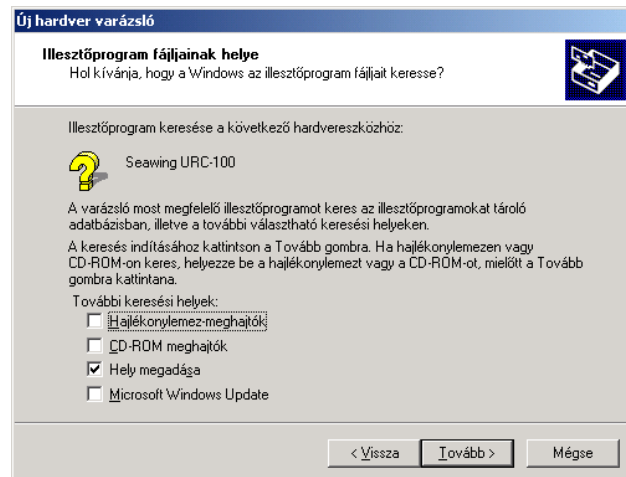 Új hardver varázsló
Illesztőprogram fájljainak helye
Hol kívánja, hogy a Windows az illesztőprogram fájljait keresse?
Illesztőprogram keresése a következő hardvereszközhöz:
Seawing URC-100
A varázsló most megfelelő illesztőprogramot keres az illesztőprogramokat tároló
adatbázisban, illetve a további választható keresési helyeken.
A keresés indításához kattintson a Tovább gombra. Ha hajlékonylemezen vagy
CD-ROM-on keres, helyezze be a hajlékonylemezt vagy a CD-ROM-ot, mielőtt a Tovább
gombra kattintana.
További keresési helyek:
Hajlékonylemez-meghajtók
CD-ROM meghajtók
Hely megadása
Microsoft Windows Update
< Vissza
Tovább >
Mégse